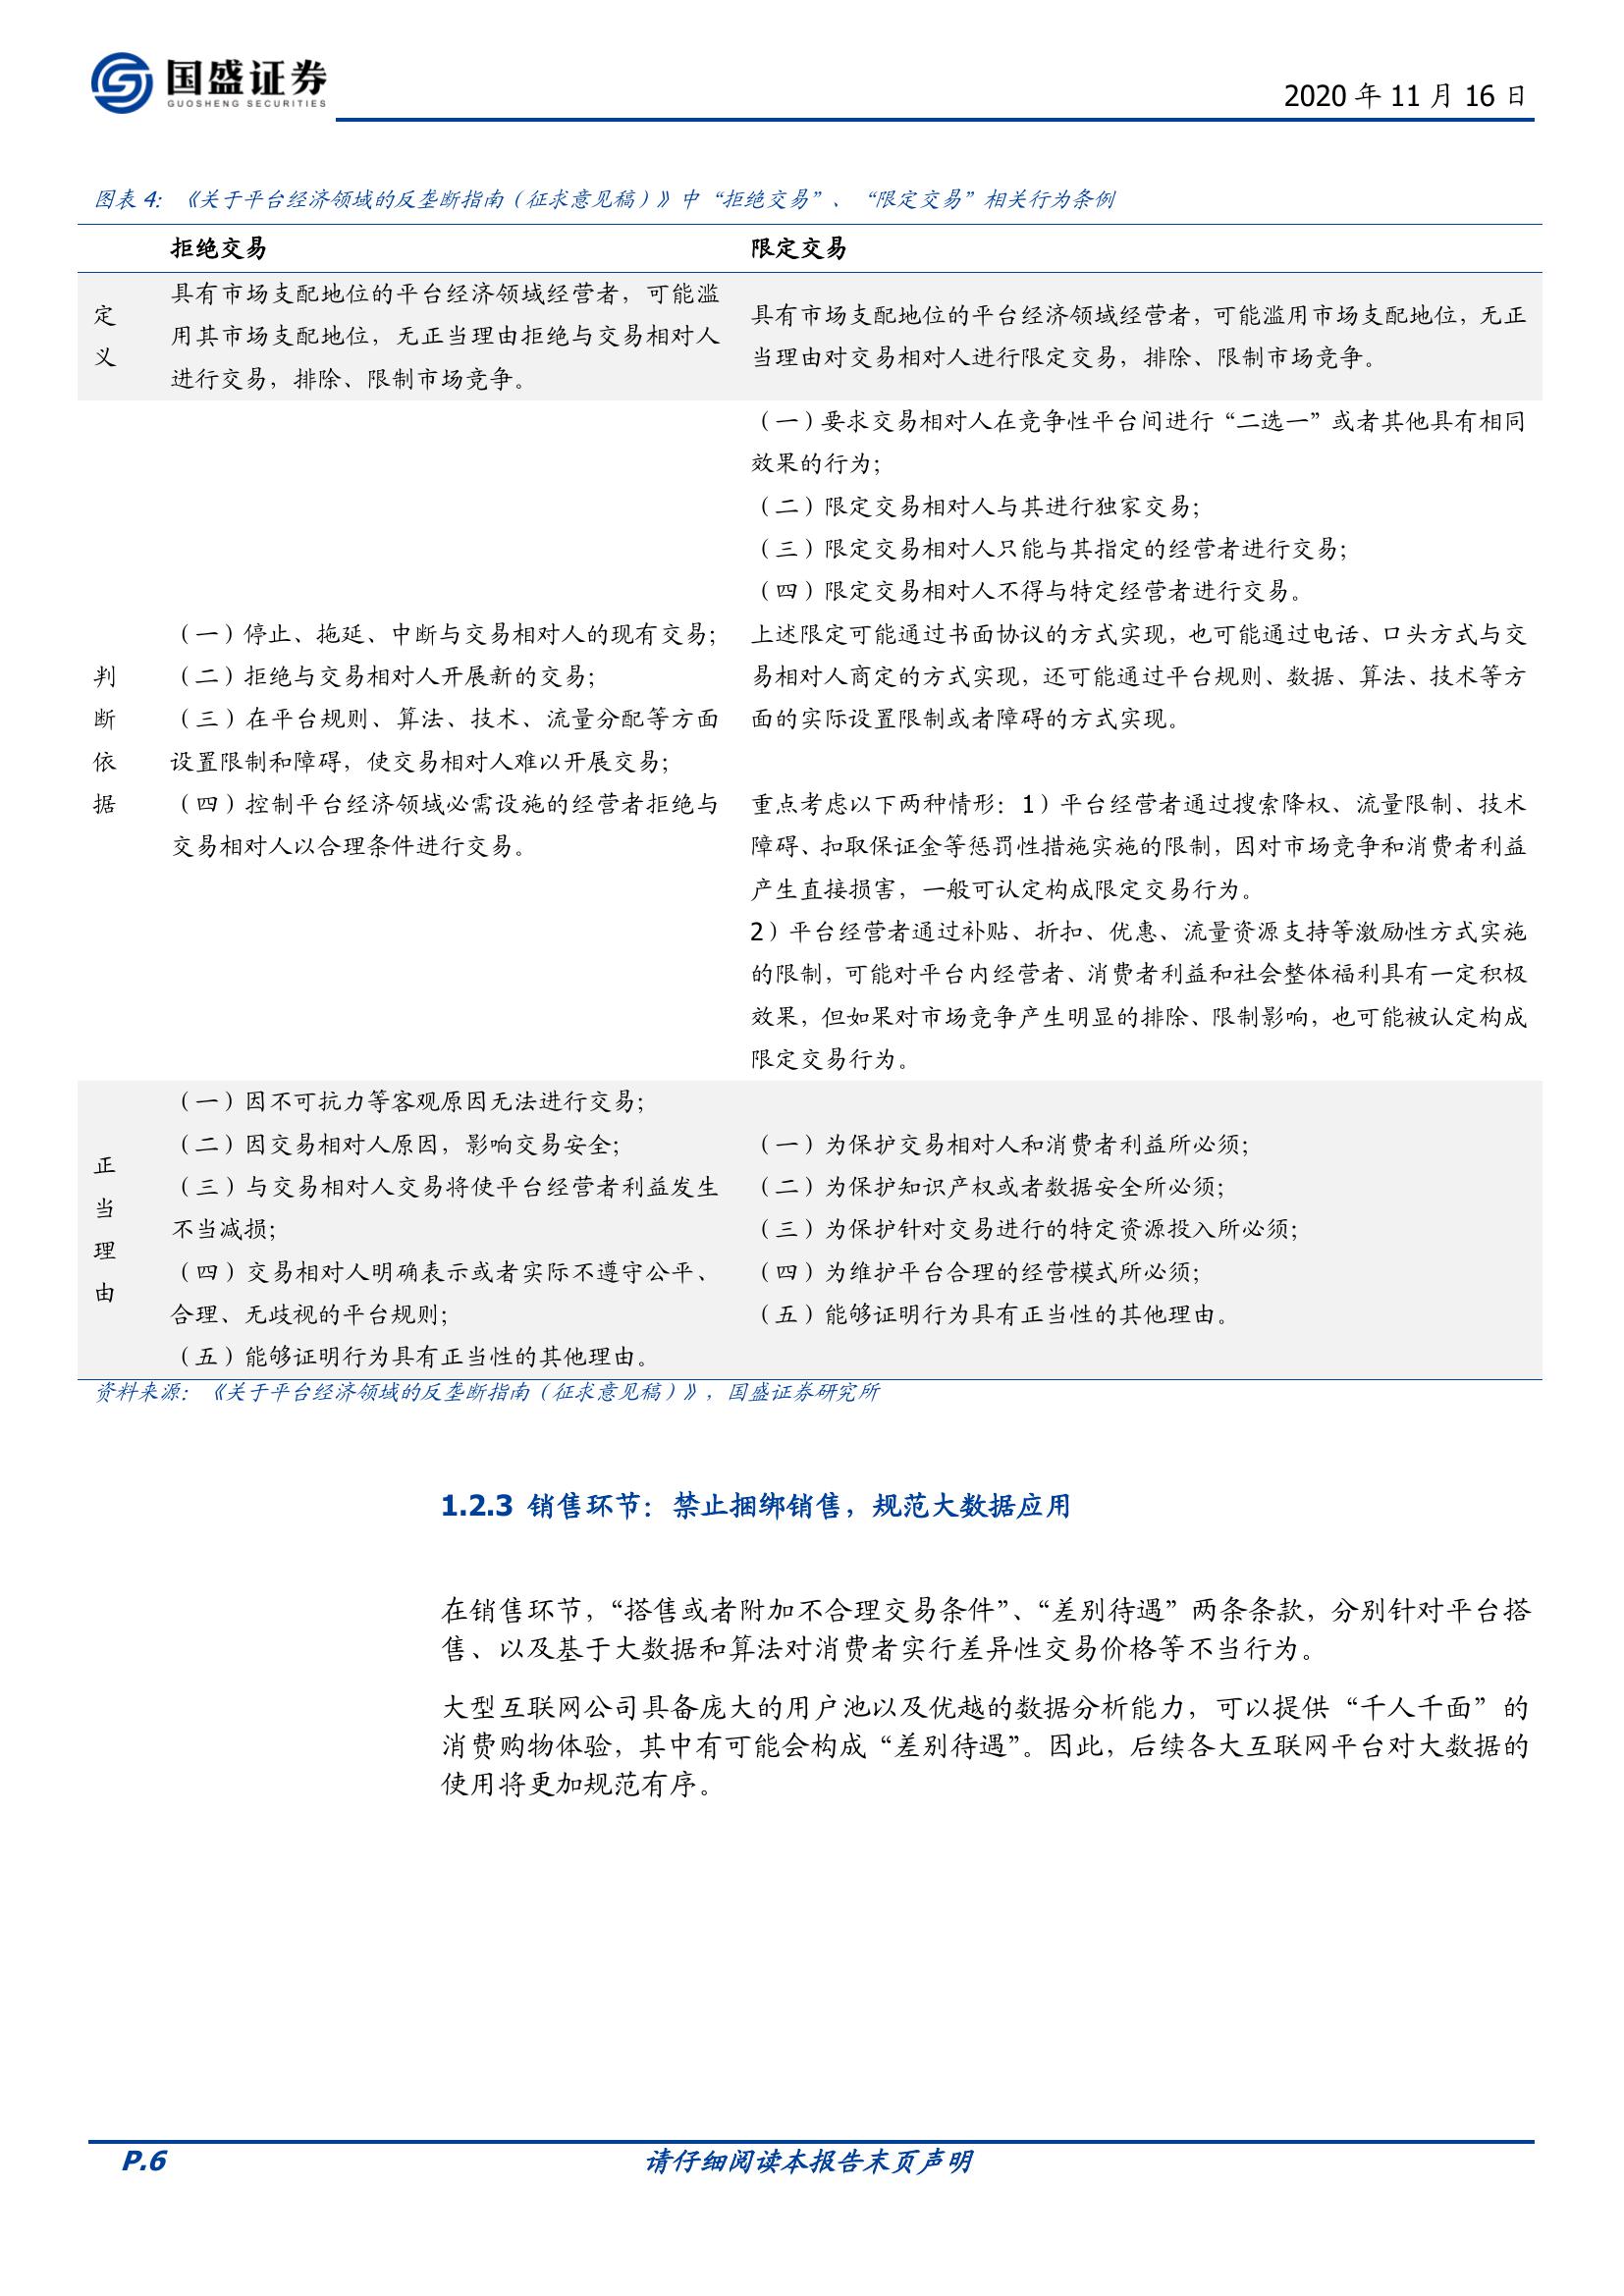 国盛证券
GUOSHENG SECURITIES
2020 年 11 月 16 日
图表 4：《关于平台经济领域的反垄断指南（征求意见稿）》中“拒绝交易”、“限定交易”相关行为条例
拒绝交易
限定交易
定
义
具有市场支配地位的平台经济领域经营者，可能滥
用其市场支配地位，无正当理由拒绝与交易相对人
进行交易，排除、限制市场竞争。
具有市场支配地位的平台经济领域经营者，可能滥用市场支配地位，无正
当理由对交易相对人进行限定交易，排除、限制市场竞争。
判
断
依
据
（一）停止、拖延、中断与交易相对人的现有交易；
（二）拒绝与交易相对人开展新的交易；
（三）在平台规则、算法、技术、流量分配等方面
设置限制和障碍，使交易相对人难以开展交易；
（四）控制平台经济领域必需设施的经营者拒绝与
交易相对人以合理条件进行交易。
（一）要求交易相对人在竞争性平台间进行“二选一”或者其他具有相同
效果的行为；
（二）限定交易相对人与其进行独家交易；
（三）限定交易相对人只能与其指定的经营者进行交易；
（四）限定交易相对人不得与特定经营者进行交易。
上述限定可能通过书面协议的方式实现，也可能通过电话、口头方式与交
易相对人商定的方式实现，还可能通过平台规则、数据、算法、技术等方
面的实际设置限制或者障碍的方式实现。
重点考虑以下两种情形：1）平台经营者通过搜索降权、流量限制、技术
障碍、扣取保证金等惩罚性措施实施的限制，因对市场竞争和消费者利益
产生直接损害，一般可认定构成限定交易行为。
2）平台经营者通过补贴、折扣、优惠、流量资源支持等激励性方式实施
的限制，可能对平台内经营者、消费者利益和社会整体福利具有一定积极
效果，但如果对市场竞争产生明显的排除、限制影响，也可能被认定构成
限定交易行为。
正
当
理
由
（一）因不可抗力等客观原因无法进行交易；
（二）因交易相对人原因，影响交易安全；
（三）与交易相对人交易将使平台经营者利益发生
不当减损；
（四）交易相对人明确表示或者实际不遵守公平、
合理、无歧视的平台规则；
（五）能够证明行为具有正当性的其他理由。
（一）为保护交易相对人和消费者利益所必须；
（二）为保护知识产权或者数据安全所必须；
（三）为保护针对交易进行的特定资源投入所必须；
（四）为维护平台合理的经营模式所必须；
（五）能够证明行为具有正当性的其他理由。
资料来源：《关于平台经济领域的反垄断指南（征求意见稿）》，国盛证券研究所
1.2.3 销售环节：禁止捆绑销售，规范大数据应用
在销售环节，“搭售或者附加不合理交易条件”、“差别待遇”两条条款，分别针对平台搭
售、以及基于大数据和算法对消费者实行差异性交易价格等不当行为。
大型互联网公司具备庞大的用户池以及优越的数据分析能力，可以提供“千人千面”的
消费购物体验，其中有可能会构成“差别待遇”。因此，后续各大互联网平台对大数据的
使用将更加规范有序。
P.6
请仔细阅读本报告末页声明